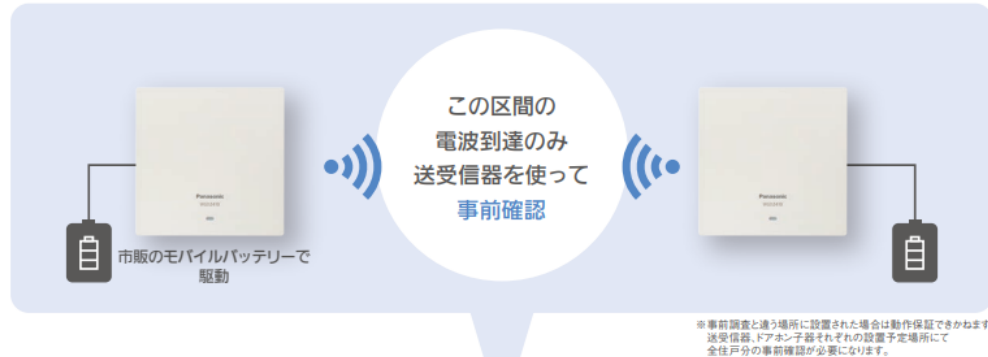 この区間の
電波到達のみ
送受信器を使って
事前確認
Panasonic
Panasonic
市販のモバイルバッテリーで
駆動
※事前調査と違う場所に設置された場合は動作保証できかねます
送受信器、ドアホン子器それぞれの設置予定場所にて
全住戸分の事前確認が必要になります。